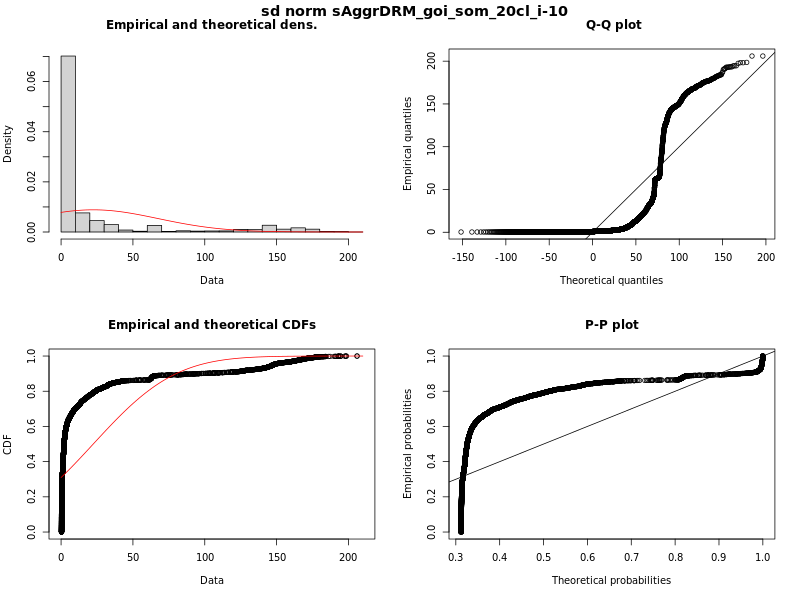 sd norm sAggrDRM_goi_som_20cl_i-10
Empirical and theoretical dens.
Density
0.00 0.02 0.04 0.06
0 50 100 150 200
Data
Q-Q plot
Empirical quantiles
0 50 100 150 200
-150 -100 -50 0 50 100 150 200
Theoretical quantiles
Empirical and theoretical CDFs
CDF
0.0 0.2 0.4 0.6 0.8 1.0
0 50 100 150 200
Data
P-P plot
Empirical probabilities
0.0 0.2 0.4 0.6 0.8 1.0
0.3 0.4 0.5 0.6 0.7 0.8 0.9 1.0
Theoretical probabilities